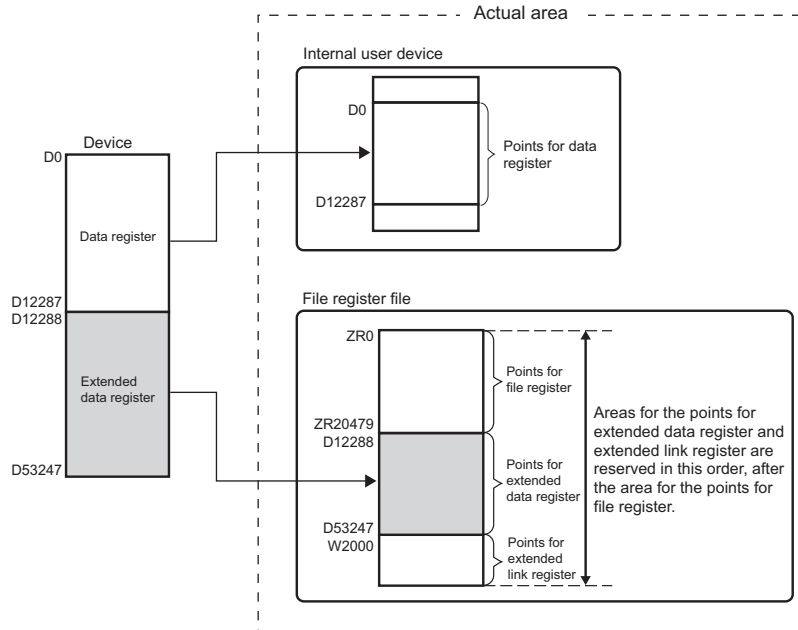 Actual area
Internal user device
D0
Points for data
register
D12287
Device
D0
Data register
D12287
D12288
Extended
data register
D53247
File register file
ZR0
Points for
file register
ZR20479
D12288
Points for
extended
data register
D53247
W2000
Points for
extended
link register
Areas for the points for
extended data register and
extended link register are
reserved in this order, after
the area for the points for
file register.